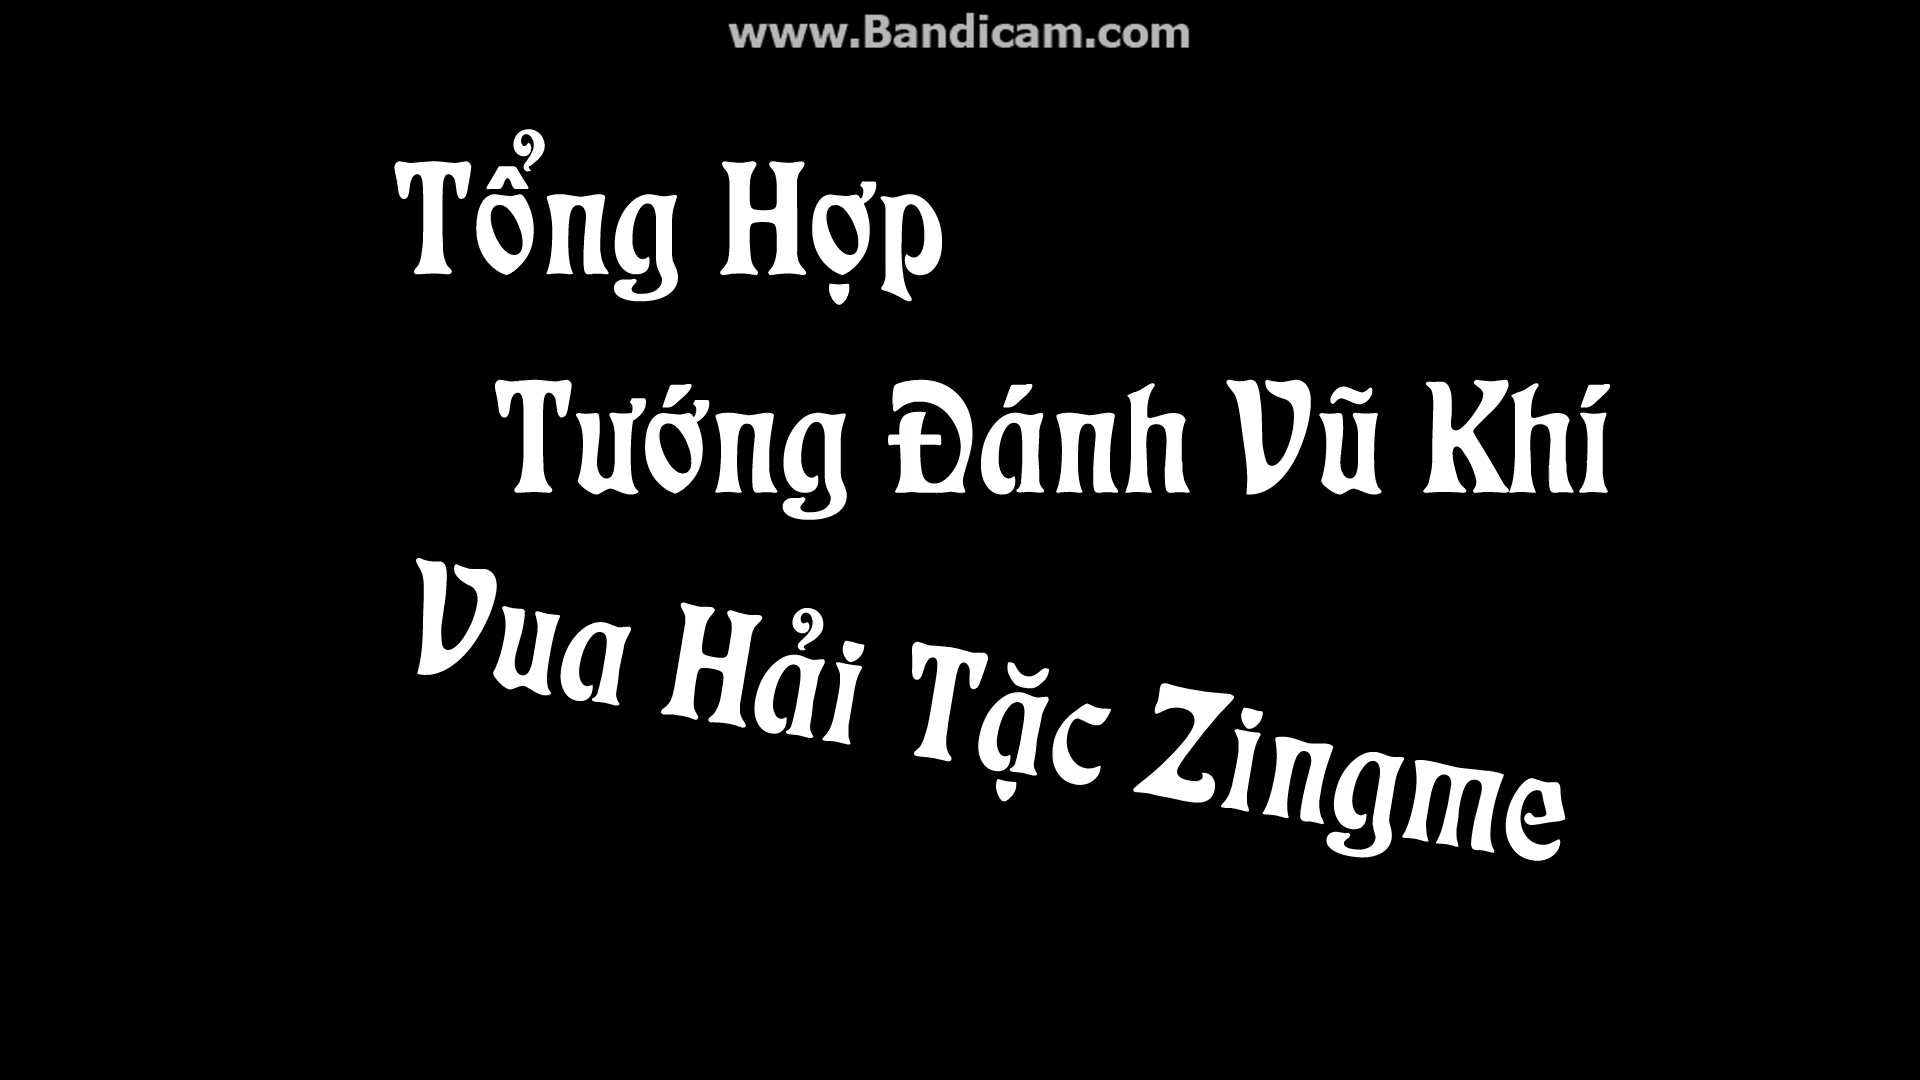 www.Bandicam.com
Tổng Hợp
Tướng Đánh Vũ Khí
Vua Hải Tặc Zingme